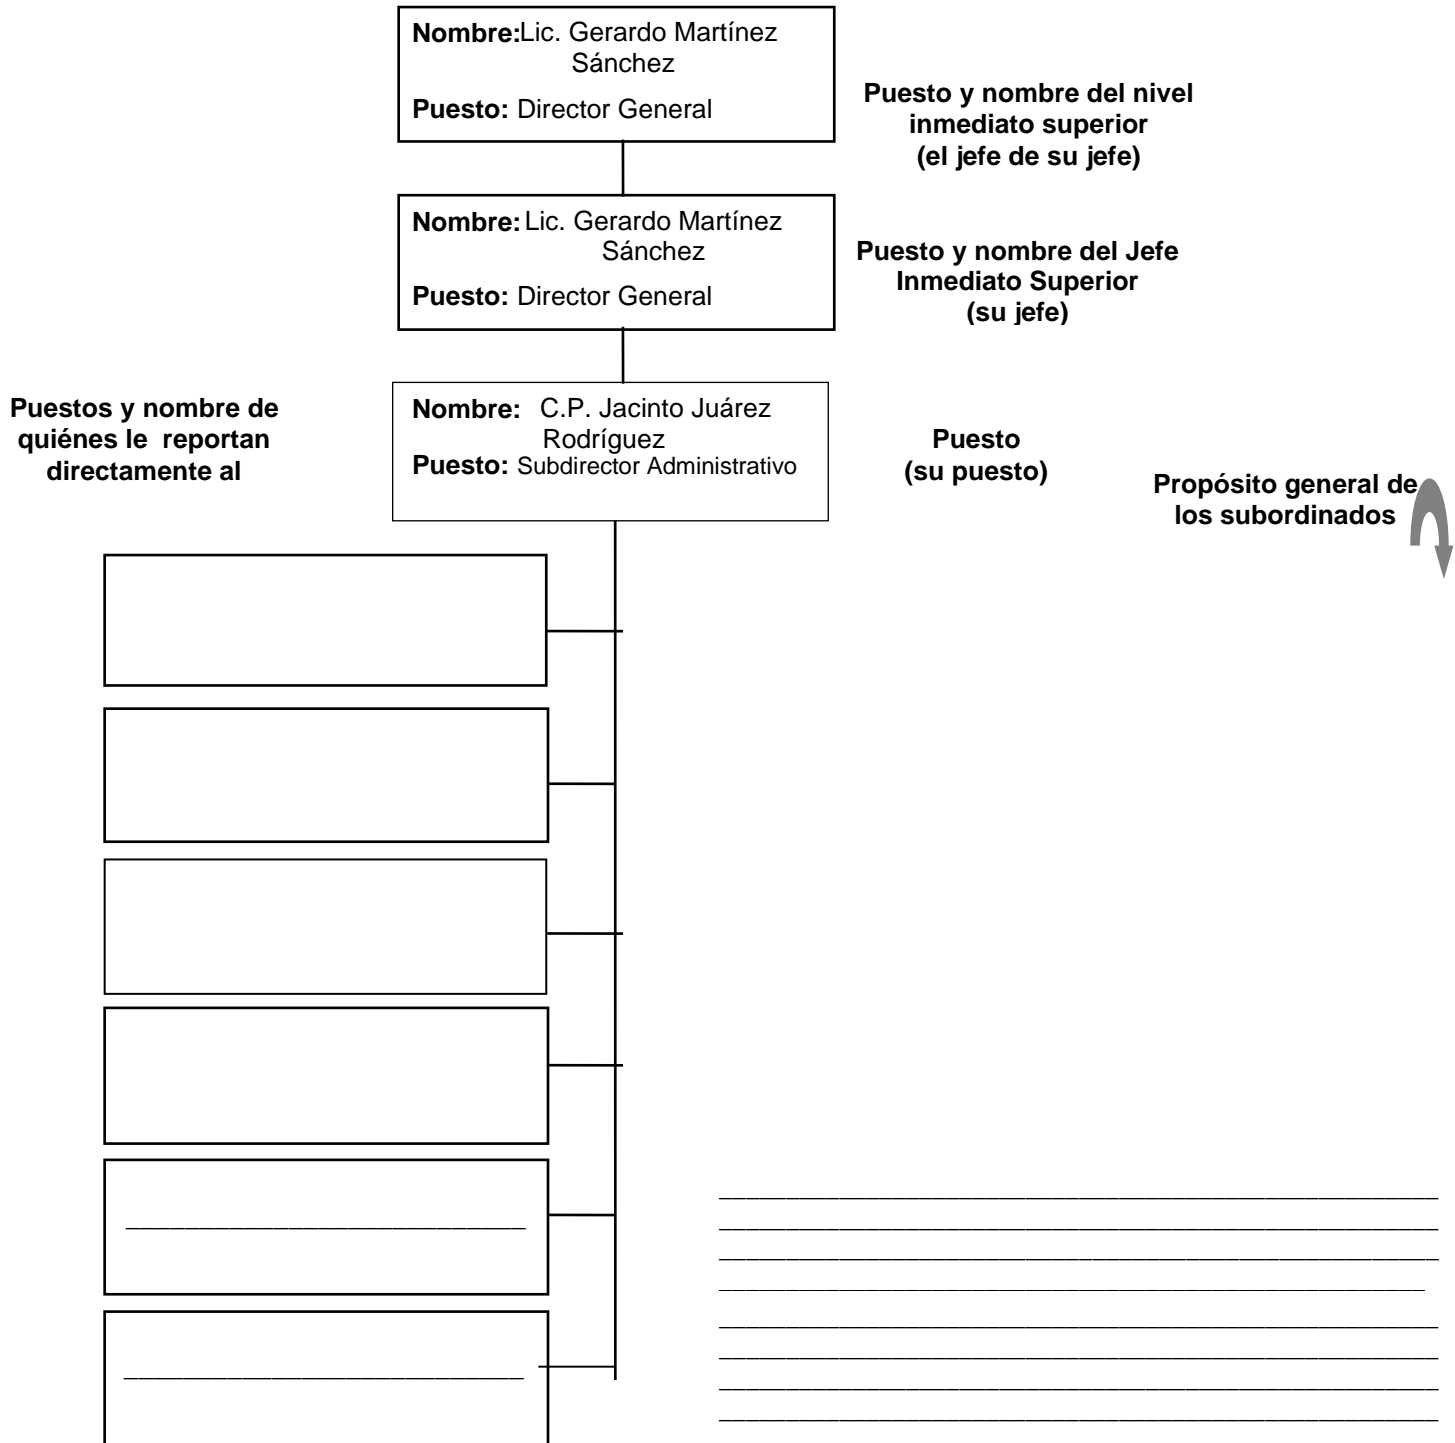 Nombre:Lic. Gerardo Martínez
Sánchez
Puesto: Director General
Puesto y nombre del nivel
inmediato superior
(el jefe de su jefe)
Nombre: Lic. Gerardo Martínez
Sánchez
Puesto: Director General
Puesto y nombre del Jefe
Inmediato Superior
(su jefe)
Puestos y nombre de
quiénes le reportan
directamente al
Nombre: C.P. Jacinto Juárez
Rodríguez
Puesto: Subdirector Administrativo
Puesto
(su puesto)
Propósito general de
los subordinados